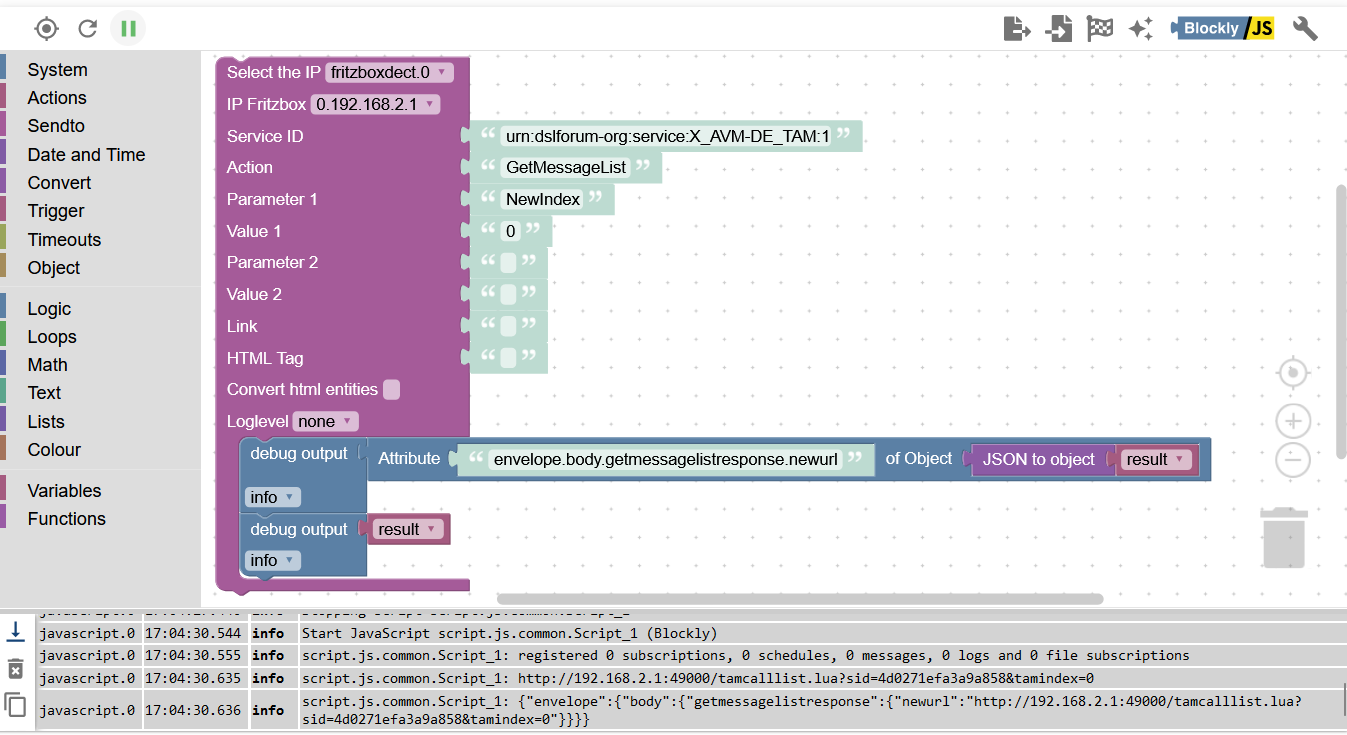 Blockly /JS
System
Actions
Sendto
Date and Time
Convert
Trigger
Timeouts
Object
Logic
Loops
Math
Text
Lists
Colour
Variables
Functions
Select the IP fritzboxdect.0
IP Fritzbox 0.192.168.2.1
Service ID “ urn:dslforum-org:service:X_AVM-DE_TAM:1 ”
Action “ GetMessageList ”
Parameter 1 “ NewIndex ”
Value 1 “ 0 ”
Parameter 2 “ ”
Value 2 “ ”
Link “ ”
HTML Tag “ ”
Convert html entities
Loglevel none
debug output Attribute “ envelope.body.getmessagelistresponse.newurl ” of Object JSON to object result
info
debug output result
info
javascript.0 17:04:30.544 info Start JavaScript script.js.common.Script_1 (Blockly)
javascript.0 17:04:30.555 info script.js.common.Script_1: registered 0 subscriptions, 0 schedules, 0 messages, 0 logs and 0 file subscriptions
javascript.0 17:04:30.635 info script.js.common.Script_1: http://192.168.2.1:49000/tamcalllist.lua?sid=4d0271efa3a9a858&tamindex=0
javascript.0 17:04:30.636 info script.js.common.Script_1: {"envelope":{"body":{"getmessagelistresponse":{"newurl":"http://192.168.2.1:49000/tamcalllist.lua?
sid=4d0271efa3a9a858&tamindex=0"}}}}